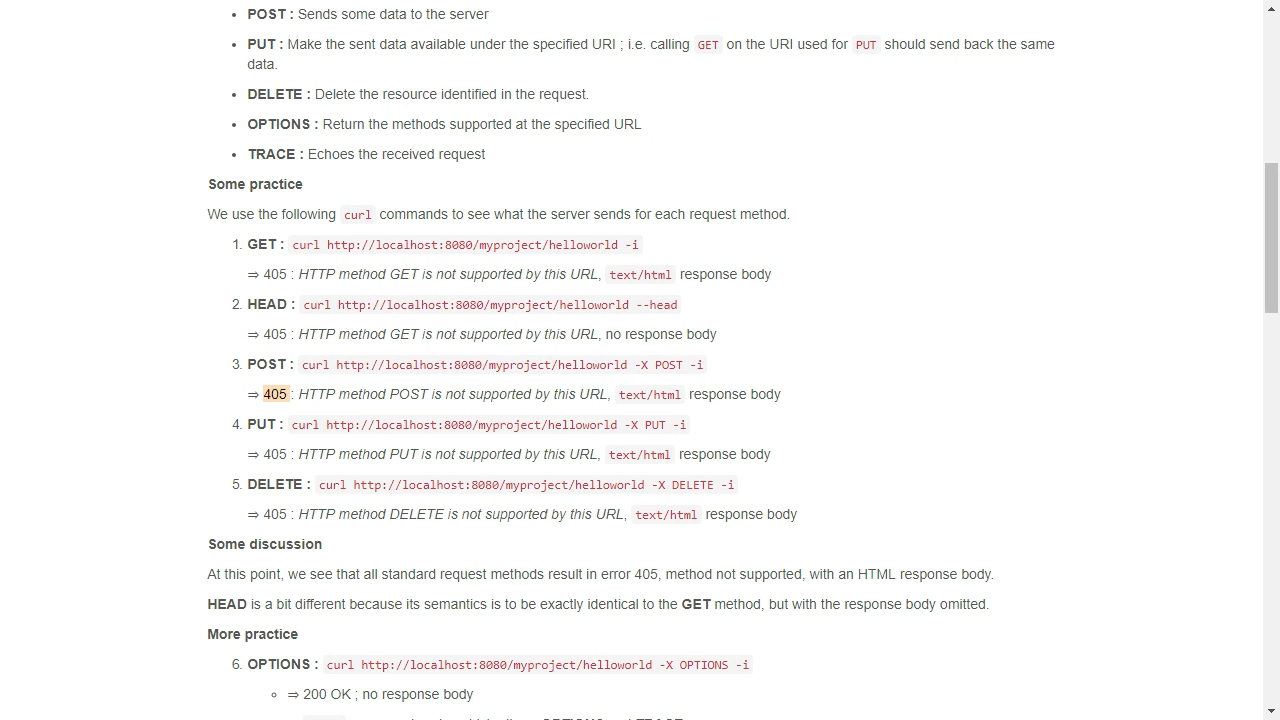 • POST : Sends some data to the server
• PUT : Make the sent data available under the specified URI ; i.e. calling GET on the URI used for PUT should send back the same
data.
• DELETE : Delete the resource identified in the request.
• OPTIONS : Return the methods supported at the specified URL
• TRACE : Echoes the received request
Some practice
We use the following curl commands to see what the server sends for each request method.
1. GET : curl http://localhost:8080/myproject/helloworld -i
⇒ 405 : HTTP method GET is not supported by this URL, text/html response body
2. HEAD : curl http://localhost:8080/myproject/helloworld --head
⇒ 405 : HTTP method GET is not supported by this URL, no response body
3. POST : curl http://localhost:8080/myproject/helloworld -X POST -i
⇒ 405 : HTTP method POST is not supported by this URL, text/html response body
4. PUT : curl http://localhost:8080/myproject/helloworld -X PUT -i
⇒ 405 : HTTP method PUT is not supported by this URL, text/html response body
5. DELETE : curl http://localhost:8080/myproject/helloworld -X DELETE -i
⇒ 405 : HTTP method DELETE is not supported by this URL, text/html response body
Some discussion
At this point, we see that all standard request methods result in error 405, method not supported, with an HTML response body.
HEAD is a bit different because its semantics is to be exactly identical to the GET method, but with the response body omitted.
More practice
6. OPTIONS : curl http://localhost:8080/myproject/helloworld -X OPTIONS -i
◦ ⇒ 200 OK ; no response body